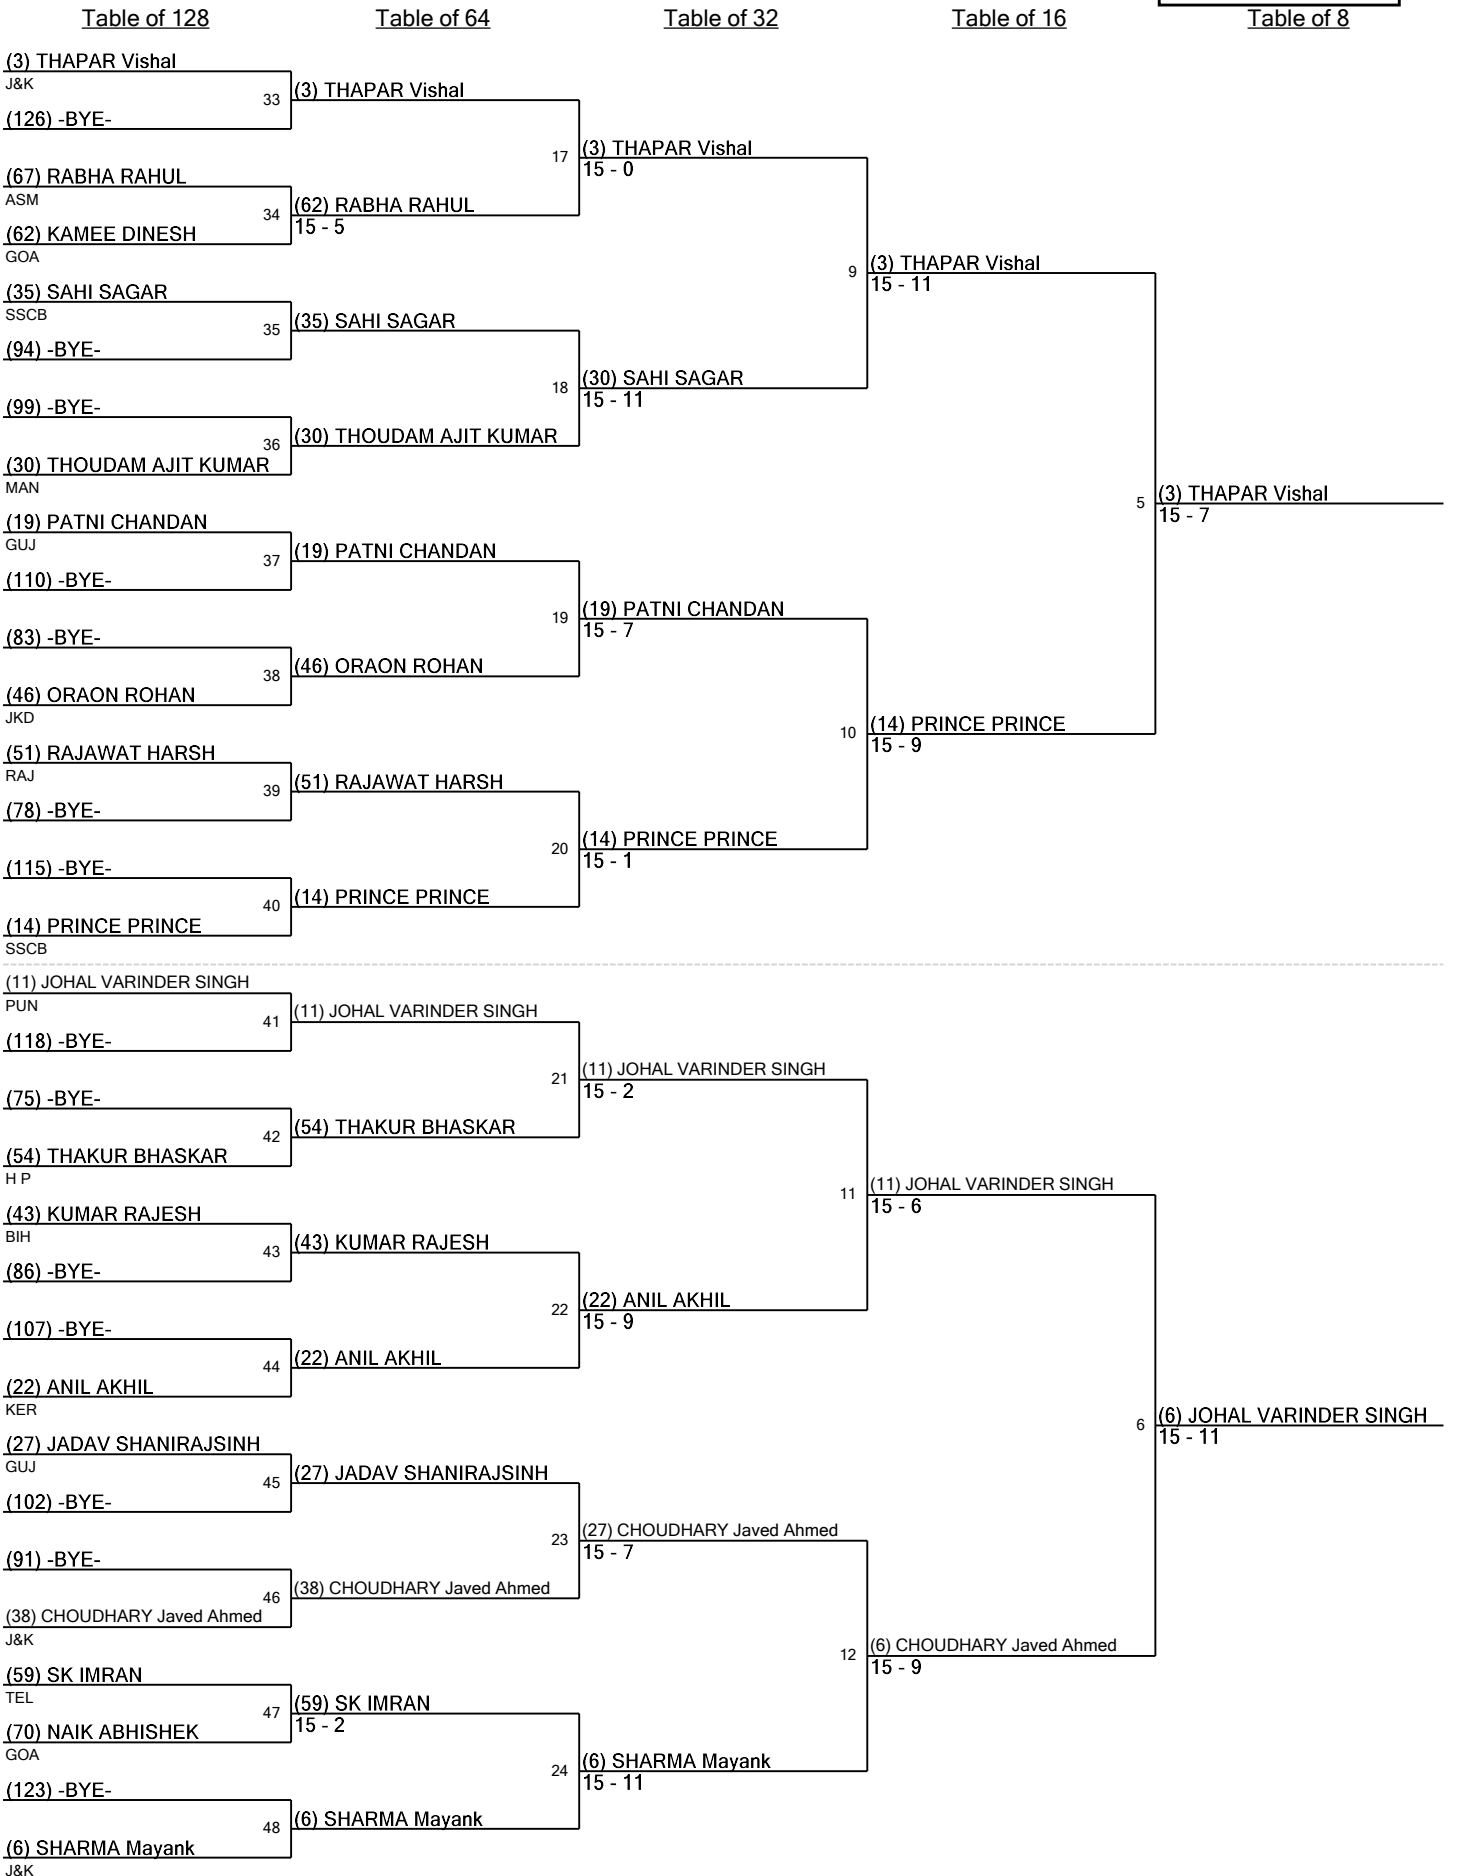 Table of 128
Table of 64
Table of 32
Table of 16
Table of 8
(3) THAPAR Vishal
J&K
33
(3) THAPAR Vishal
(126) -BYE-
17
(3) THAPAR Vishal
15 - 0
(67) RABHA RAHUL
ASM
34
(62) RABHA RAHUL
15 - 5
(62) KAMEE DINESH
GOA
9
(3) THAPAR Vishal
15 - 11
(35) SAHI SAGAR
SSCB
35
(35) SAHI SAGAR
(94) -BYE-
18
(30) SAHI SAGAR
15 - 11
(99) -BYE-
36
(30) THOUDAM AJIT KUMAR
(30) THOUDAM AJIT KUMAR
MAN
5
(3) THAPAR Vishal
15 - 7
(19) PATNI CHANDAN
GUJ
37
(19) PATNI CHANDAN
(110) -BYE-
19
(19) PATNI CHANDAN
15 - 7
(83) -BYE-
38
(46) ORAON ROHAN
(46) ORAON ROHAN
JKD
10
(14) PRINCE PRINCE
15 - 9
(51) RAJAWAT HARSH
RAJ
39
(51) RAJAWAT HARSH
(78) -BYE-
20
(14) PRINCE PRINCE
15 - 1
(115) -BYE-
40
(14) PRINCE PRINCE
(14) PRINCE PRINCE
SSCB
(11) JOHAL VARINDER SINGH
PUN
41
(11) JOHAL VARINDER SINGH
(118) -BYE-
21
(11) JOHAL VARINDER SINGH
15 - 2
(75) -BYE-
42
(54) THAKUR BHASKAR
(54) THAKUR BHASKAR
H P
11
(11) JOHAL VARINDER SINGH
15 - 6
(43) KUMAR RAJESH
BIH
43
(43) KUMAR RAJESH
(86) -BYE-
22
(22) ANIL AKHIL
15 - 9
(107) -BYE-
44
(22) ANIL AKHIL
(22) ANIL AKHIL
KER
6
(6) JOHAL VARINDER SINGH
15 - 11
(27) JADAV SHANIRAJSINH
GUJ
45
(27) JADAV SHANIRAJSINH
(102) -BYE-
23
(27) CHOUDHARY Javed Ahmed
15 - 7
(91) -BYE-
46
(38) CHOUDHARY Javed Ahmed
(38) CHOUDHARY Javed Ahmed
J&K
12
(6) CHOUDHARY Javed Ahmed
15 - 9
(59) SK IMRAN
TEL
47
(59) SK IMRAN
15 - 2
(70) NAIK ABHISHEK
GOA
24
(6) SHARMA Mayank
15 - 11
(123) -BYE-
48
(6) SHARMA Mayank
(6) SHARMA Mayank
J&K